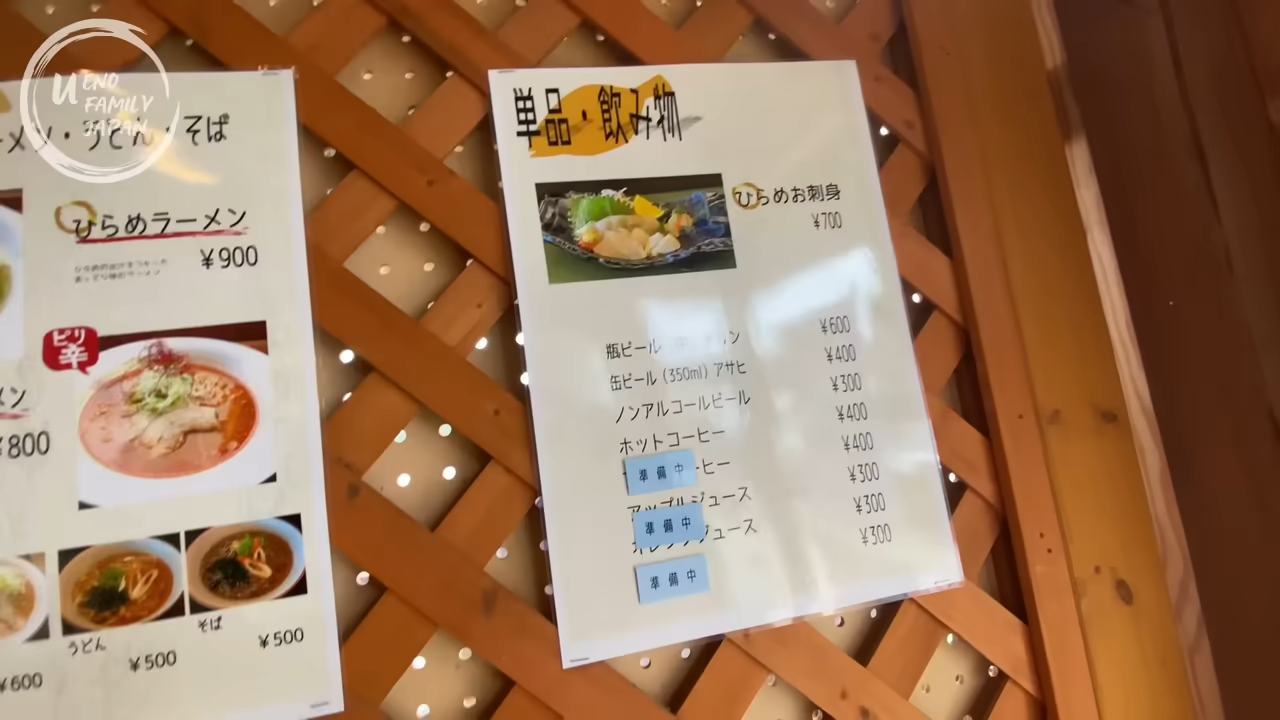 UENO
FAMILY
JAPAN
ーメン・うどん・そば
ひらめラーメン
¥900
ピリ
辛
メン
¥800
うどん
¥500
そば
¥500
¥600
単品・飲み物
ひらめお刺身
¥700
瓶ビール
¥600
缶ビール (350ml) アサヒ
¥400
ノンアルコールビール
¥300
ホットコーヒー
¥400
準備中
ーヒー
¥400
アップルジュース
¥300
準備中
オレンジジュース
¥300
準備中
¥300